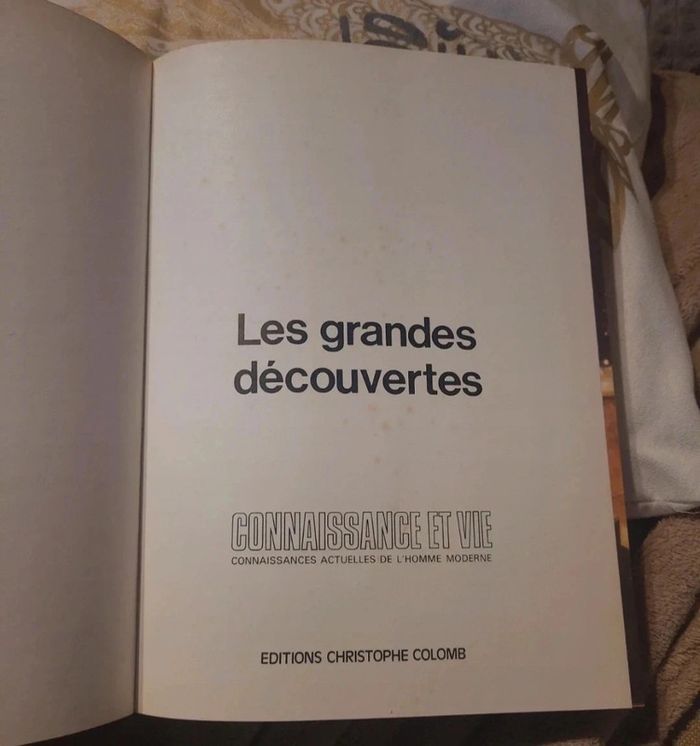 Les grandes
découvertes
CONNAISSANCE ET VIE
CONNAISSANCES ACTUELLES DE L'HOMME MODERNE
EDITIONS CHRISTOPHE COLOMB